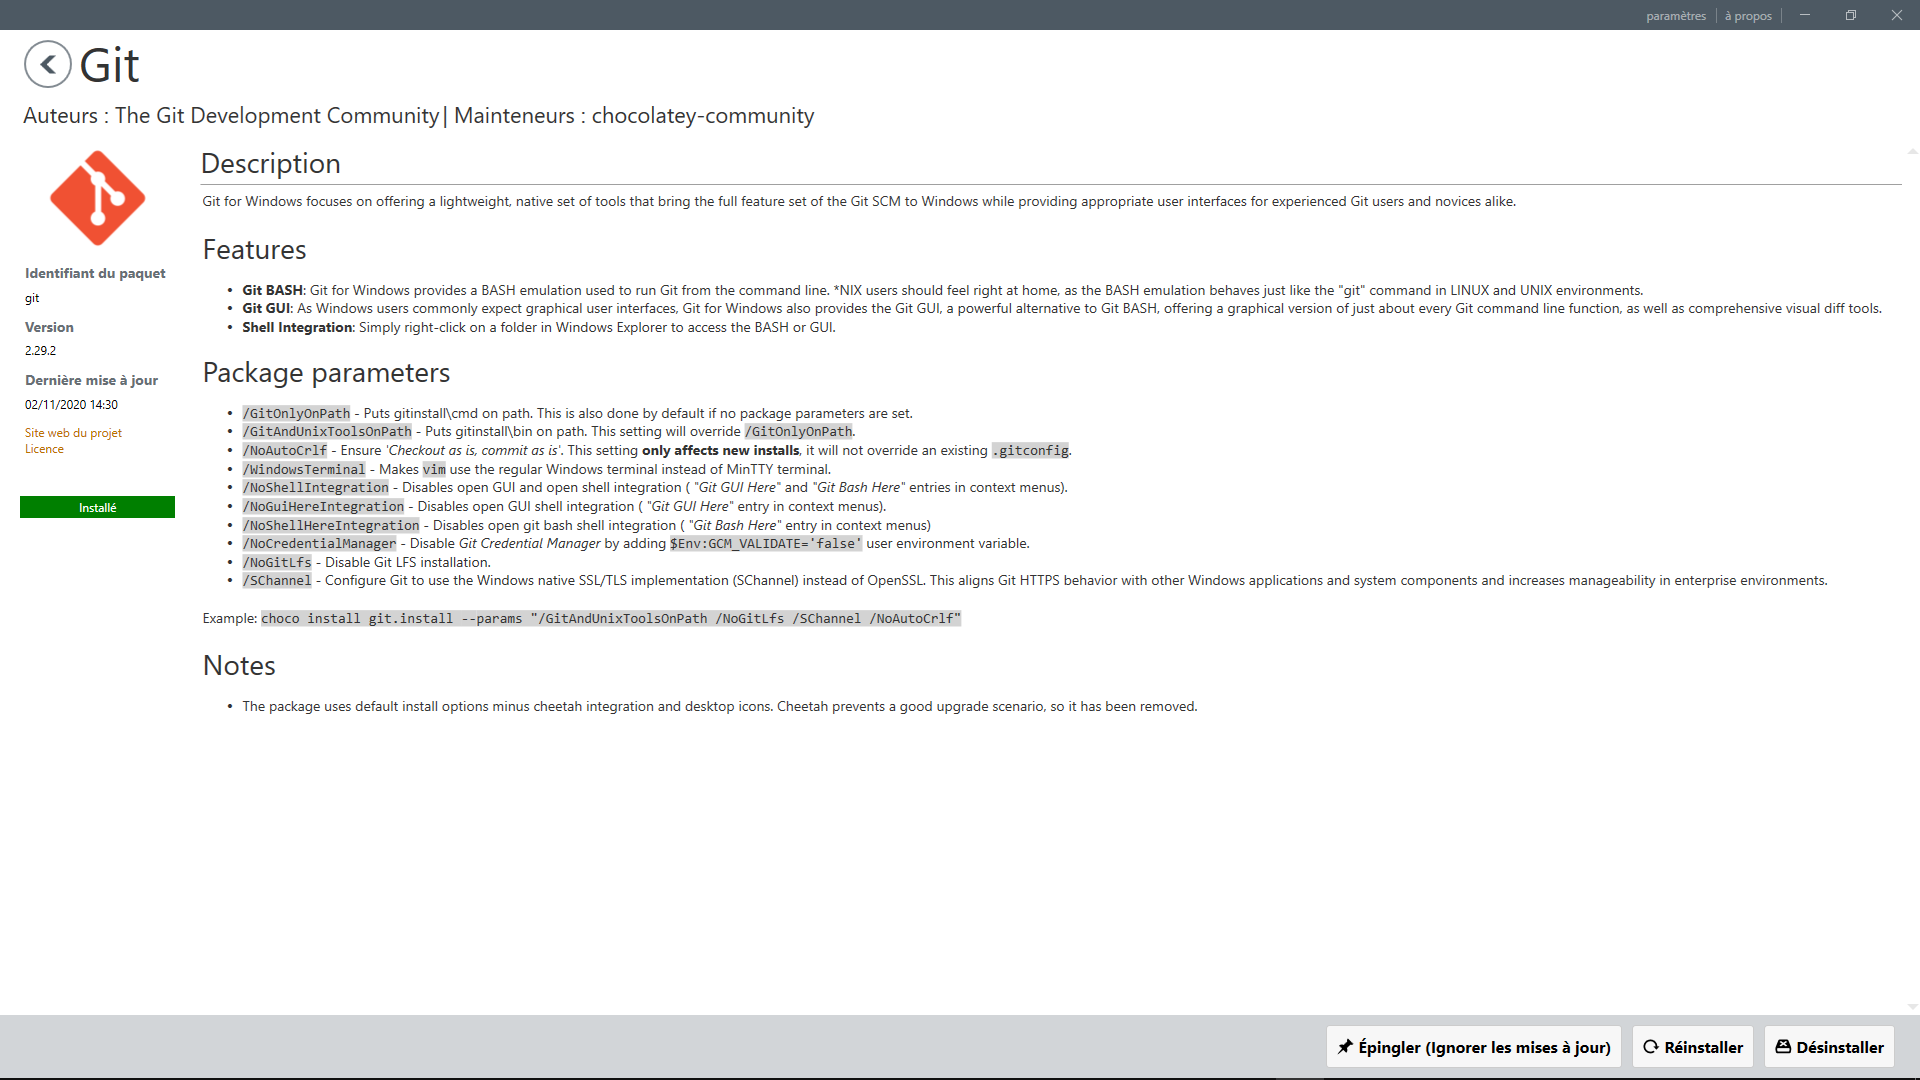 paramètres
à propos
Git
Auteurs : The Git Development Community| Mainteneurs : chocolatey-community
Identifiant du paquet
git
Version
2.29.2
Dernière mise à jour
02/11/2020 14:30
Site web du projet
Licence
Installé
Description
Git for Windows focuses on offering a lightweight, native set of tools that bring the full feature set of the Git SCM to Windows while providing appropriate user interfaces for experienced Git users and novices alike.
Features
• Git BASH: Git for Windows provides a BASH emulation used to run Git from the command line. *NIX users should feel right at home, as the BASH emulation behaves just like the "git" command in LINUX and UNIX environments.
• Git GUI: As Windows users commonly expect graphical user interfaces, Git for Windows also provides the Git GUI, a powerful alternative to Git BASH, offering a graphical version of just about every Git command line function, as well as comprehensive visual diff tools.
• Shell Integration: Simply right-click on a folder in Windows Explorer to access the BASH or GUI.
Package parameters
• /GitOnlyOnPath - Puts gitinstall\cmd on path. This is also done by default if no package parameters are set.
• /GitAndUnixToolsOnPath - Puts gitinstall\bin on path. This setting will override /GitOnlyOnPath.
• /NoAutoCrlf - Ensure 'Checkout as is, commit as is'. This setting only affects new installs, it will not override an existing .gitconfig.
• /WindowsTerminal - Makes vim use the regular Windows terminal instead of MinTTY terminal.
• /NoShellIntegration - Disables open GUI and open shell integration ( "Git GUI Here" and "Git Bash Here" entries in context menus).
• /NoGuiHereIntegration - Disables open GUI shell integration ( "Git GUI Here" entry in context menus).
• /NoShellHereIntegration - Disables open git bash shell integration ( "Git Bash Here" entry in context menus)
• /NoCredentialManager - Disable Git Credential Manager by adding $Env:GCM_VALIDATE='false' user environment variable.
• /NoGitLfs - Disable Git LFS installation.
• /SChannel - Configure Git to use the Windows native SSL/TLS implementation (SChannel) instead of OpenSSL. This aligns Git HTTPS behavior with other Windows applications and system components and increases manageability in enterprise environments.
Example: choco install git.install --params "/GitAndUnixToolsOnPath /NoGitLfs /SChannel /NoAutoCrlf"
Notes
• The package uses default install options minus cheetah integration and desktop icons. Cheetah prevents a good upgrade scenario, so it has been removed.
Épingler (Ignorer les mises à jour)
Réinstaller
Désinstaller